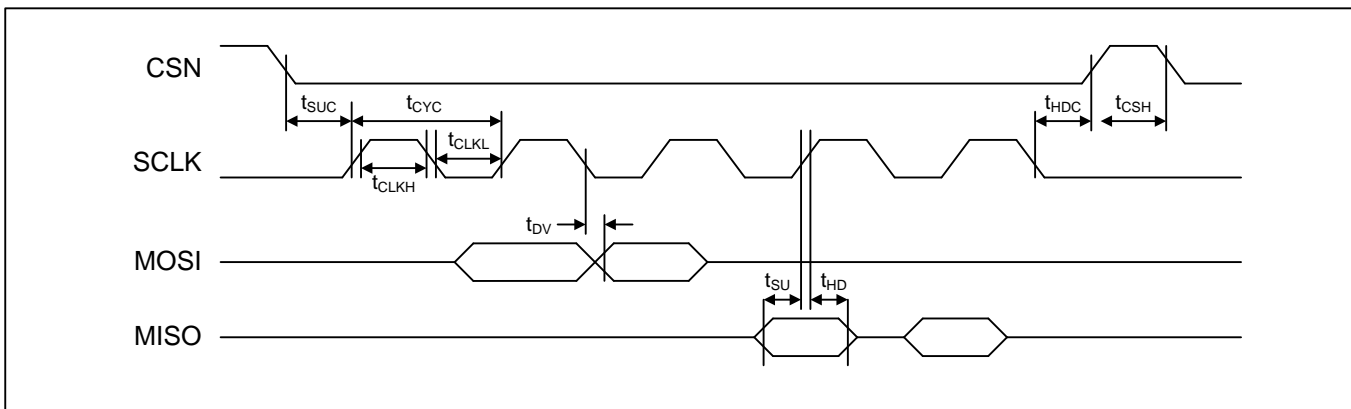 CSN
tSUC
tCYC
tHDC
tCSH
SCLK
tCLKL
tCLKH
tDV
MOSI
tSU
tHD
MISO